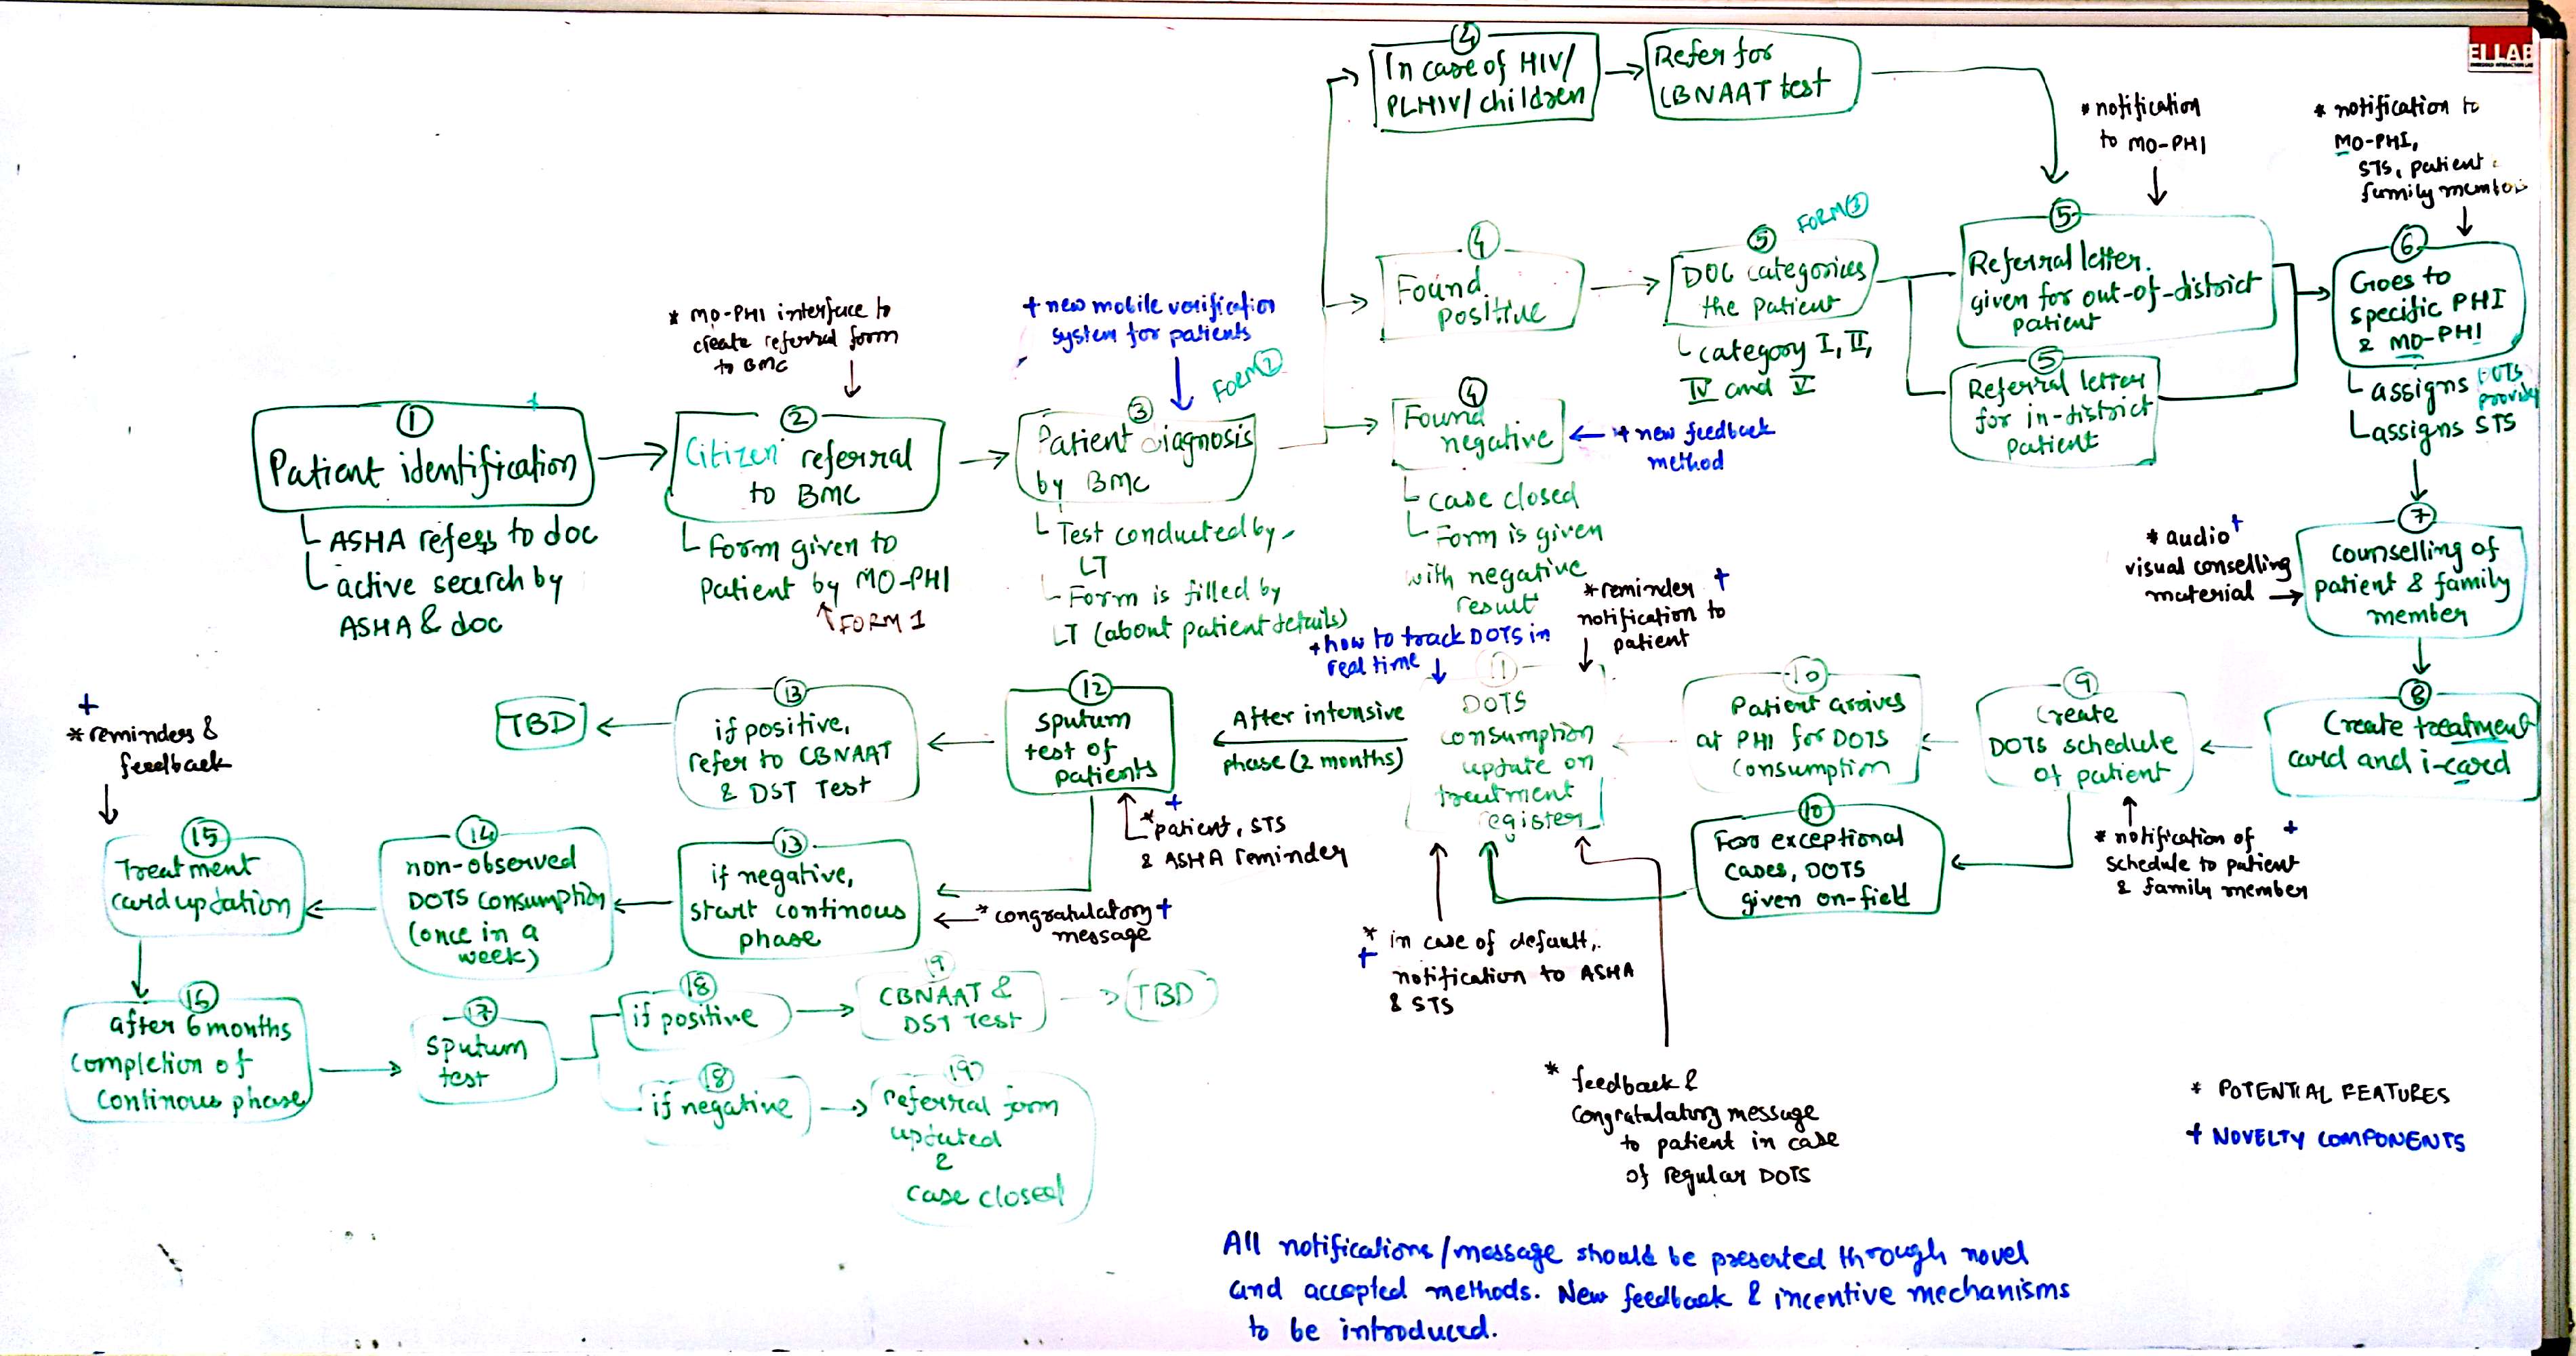 ELLAB
④
In case of HIV/
PLHIV/children
Refer for
CBNAAT test
* notification
to MO-PHI
* notification to
MO-PHI,
STS, patient
family member
④
Found
positive
⑤
FORM③
DOC categories
the patient
category I, II,
IV and V
⑤
Referral letter
given for out-of-district
patient
⑤
Referral letter
for in-district
patient
⑥
Goes to
specific PHI
& MO-PHI
assigns DOTS
assigns STS
* MO-PHI interface to
create referral form
to BMC
+ new mobile verification
system for patients
FORM②
①
Patient identification
ASHA refers to doc
active search by
ASHA & doc
②
Citizen referral
to BMC
Form given to
patient by MO-PHI
FORM 1
③
Patient diagnosis
by BMC
Test conducted by
LT
Form is filled by
LT (about patient details)
④
Found
negative
+ new feedback
method
case closed
Form is given
with negative
result
⑦
counselling of
patient & family
member
* audio +
visual conselling
material
⑧
Create treatment
card and i-card
⑨
Create
DOTS schedule
of patient
* notification of +
schedule to patient
& family member
⑩
Patient arrives
at PHI for DOTS
consumption
⑩
For exceptional
cases, DOTS
given on-field
* reminder +
notification to
patient
+ how to track DOTS in
real time
⑪
DOTS
consumption
update on
treatment
register
* in case of default,
+ notification to ASHA
& STS
* feedback &
congratulatory message
to patient in case
of regular DOTS
After intensive
phase (2 months)
⑫
sputum
test of
patients
+
* patient, STS
& ASHA reminder
⑬
if positive,
refer to CBNAAT
& DST Test
TBD
⑬
if negative,
start continous
phase
* congratulatory +
message
⑭
non-observed
DOTS consumption
(once in a
week)
+
* reminders &
feedback
⑮
Treatment
card updation
⑯
after 6 months
completion of
continous phase
⑰
sputum
test
⑱
if positive
⑲
CBNAAT &
DST Test
TBD
⑱
if negative
⑲
referral form
updated
&
case closed
* POTENTIAL FEATURES
+ NOVELTY COMPONENTS
All notifications/message should be presented through novel
and accepted methods. New feedback & incentive mechanisms
to be introduced.